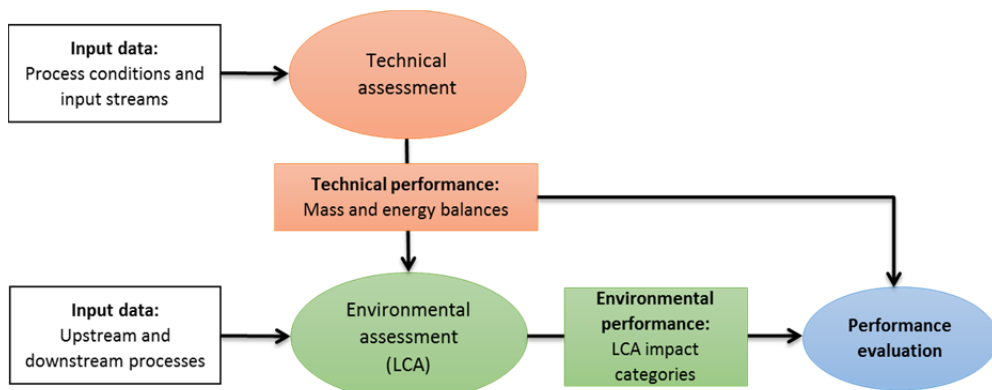 Input data:
Process conditions and
input streams
Technical
assessment
Technical performance:
Mass and energy balances
Input data:
Upstream and
downstream processes
Environmental
assessment
(LCA)
Environmental
performance:
LCA impact
categories
Performance
evaluation